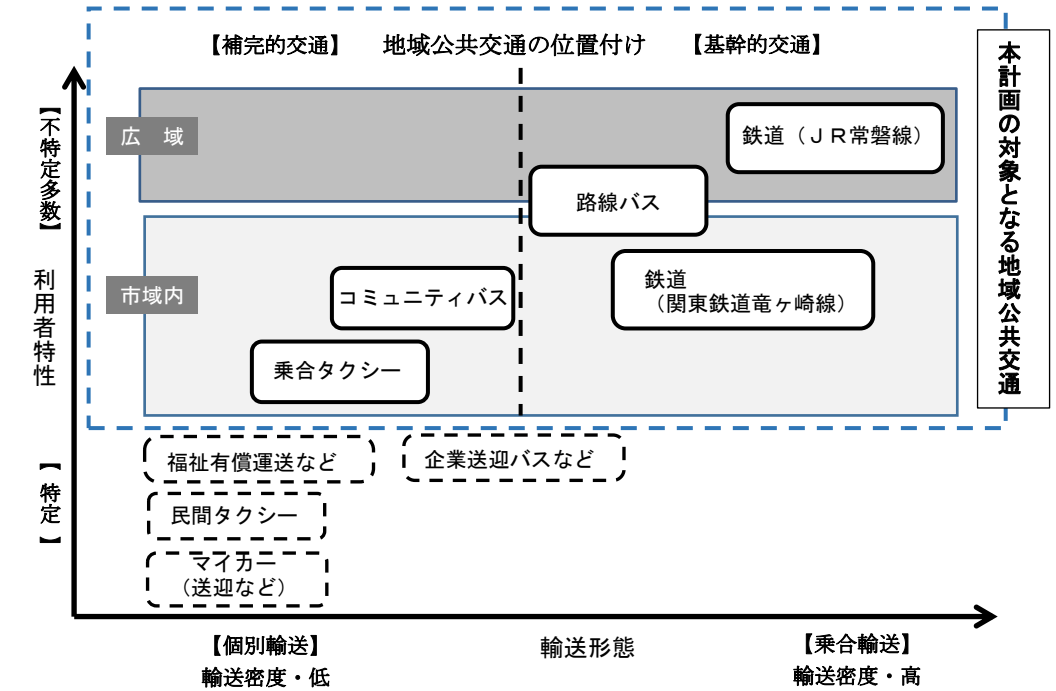 【補完的交通】
地域公共交通の位置付け
【基幹的交通】
本計画の対象となる地域公共交通
【不特定多数】
利用者特性
【特定】
広　域
鉄道（ＪＲ常磐線）
路線バス
市域内
コミュニティバス
鉄道
（関東鉄道竜ヶ崎線）
乗合タクシー
福祉有償運送など
企業送迎バスなど
民間タクシー
マイカー
（送迎など）
【個別輸送】
輸送密度・低
輸送形態
【乗合輸送】
輸送密度・高